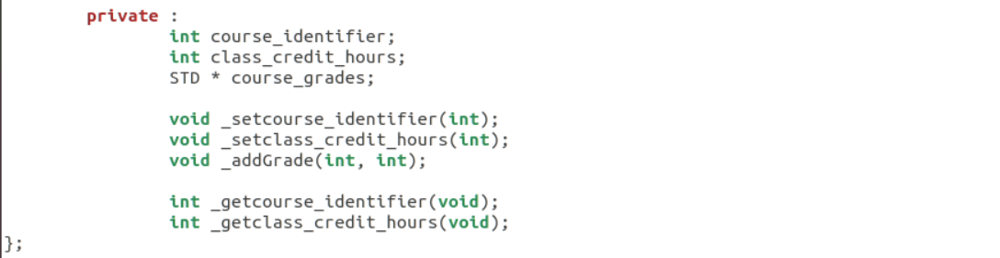 private :
int course_identifier;
int class_credit_hours;
STD * course_grades;
void _setcourse_identifier(int);
void _setclass_credit_hours(int);
void _addGrade(int, int);
int _getcourse_identifier(void);
int _getclass_credit_hours(void);
};